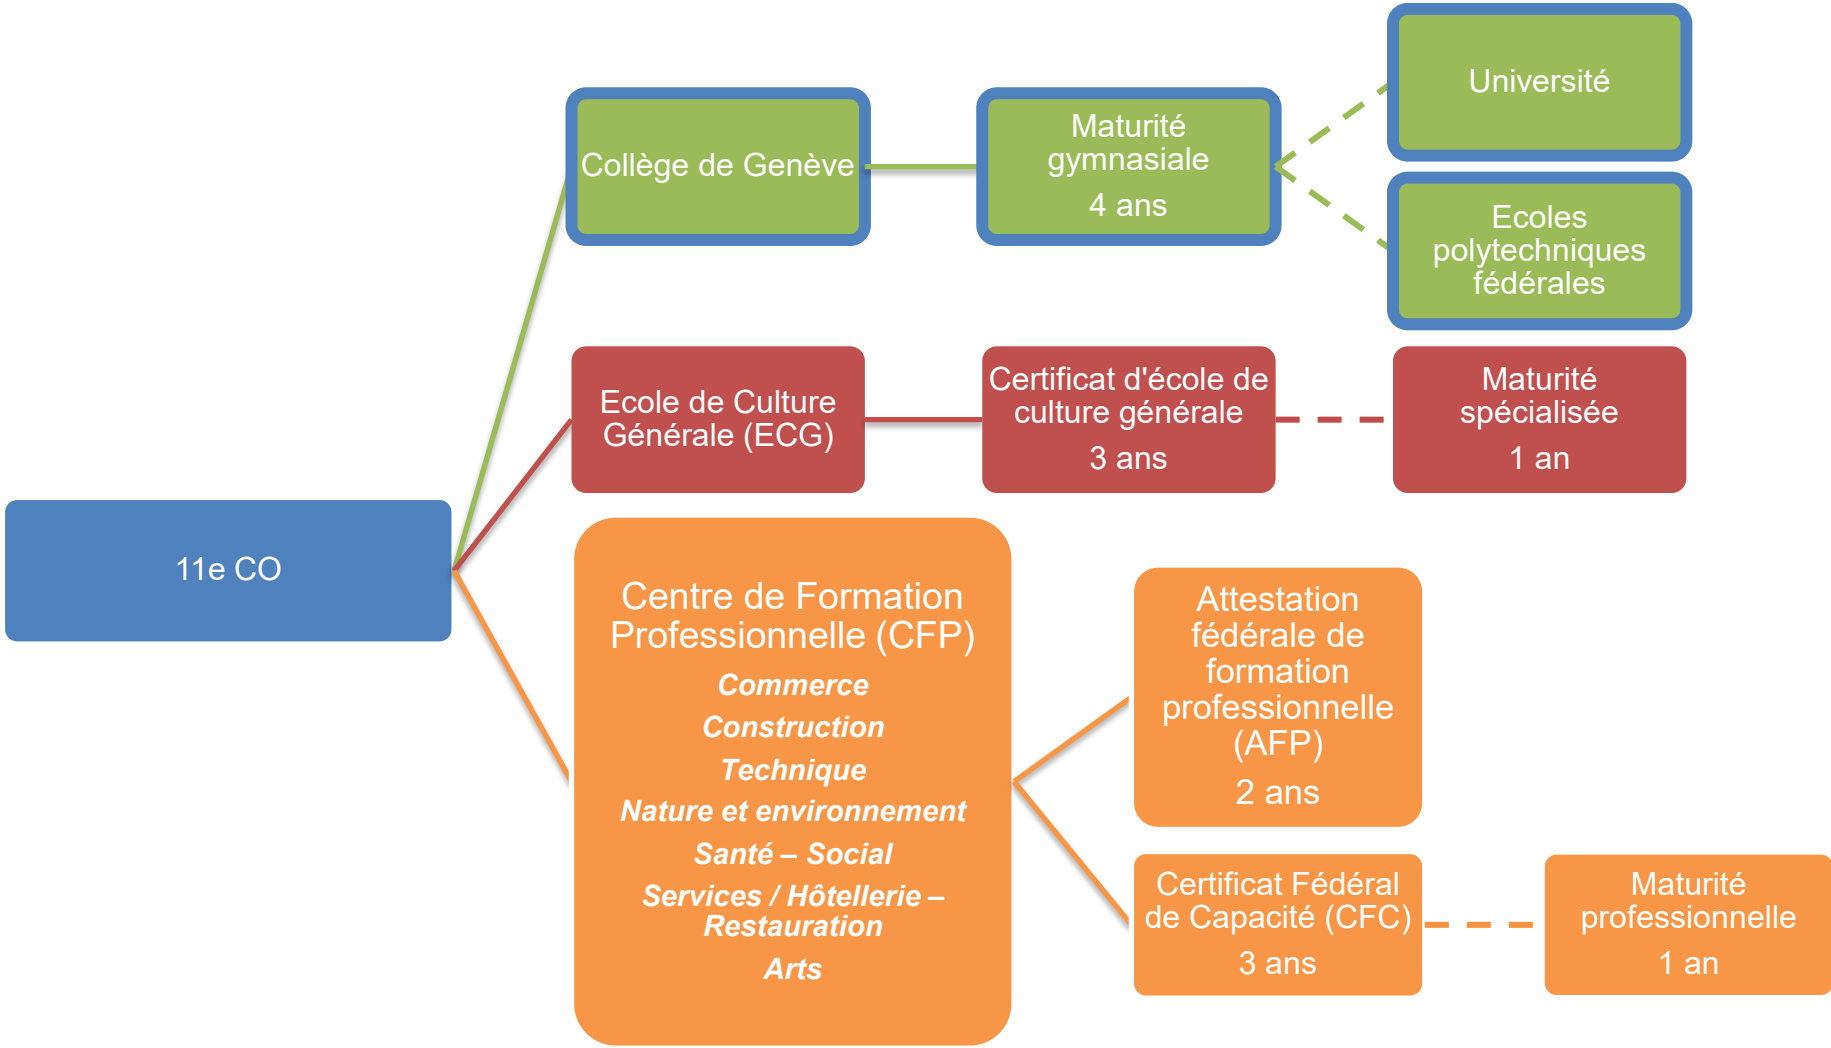 11e CO
Collège de Genève
Maturité
gymnasiale
4 ans
Université
Ecoles
polytechniques
fédérales
Ecole de Culture
Générale (ECG)
Certificat d'école de
culture générale
3 ans
Maturité
spécialisée
1 an
Centre de Formation
Professionnelle (CFP)
Commerce
Construction
Technique
Nature et environnement
Santé – Social
Services / Hôtellerie –
Restauration
Arts
Attestation
fédérale de
formation
professionnelle
(AFP)
2 ans
Certificat Fédéral
de Capacité (CFC)
3 ans
Maturité
professionnelle
1 an